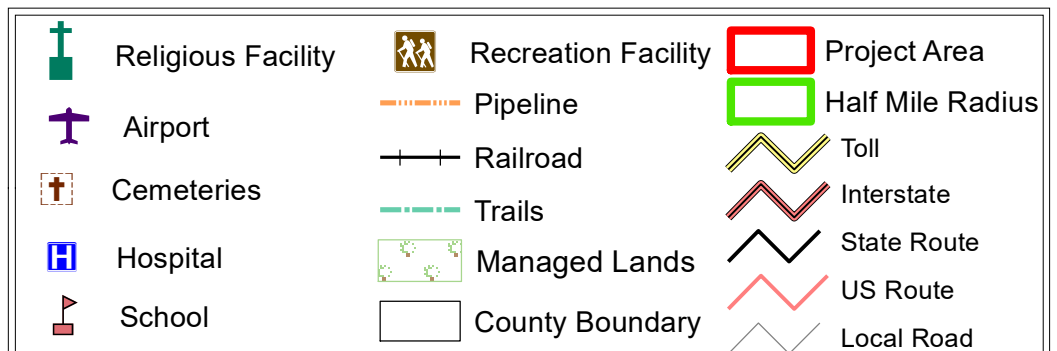 Religious Facility
Airport
Cemeteries
H
Hospital
School
Recreation Facility
Pipeline
Railroad
Trails
Managed Lands
County Boundary
Project Area
Half Mile Radius
Toll
Interstate
State Route
US Route
Local Road